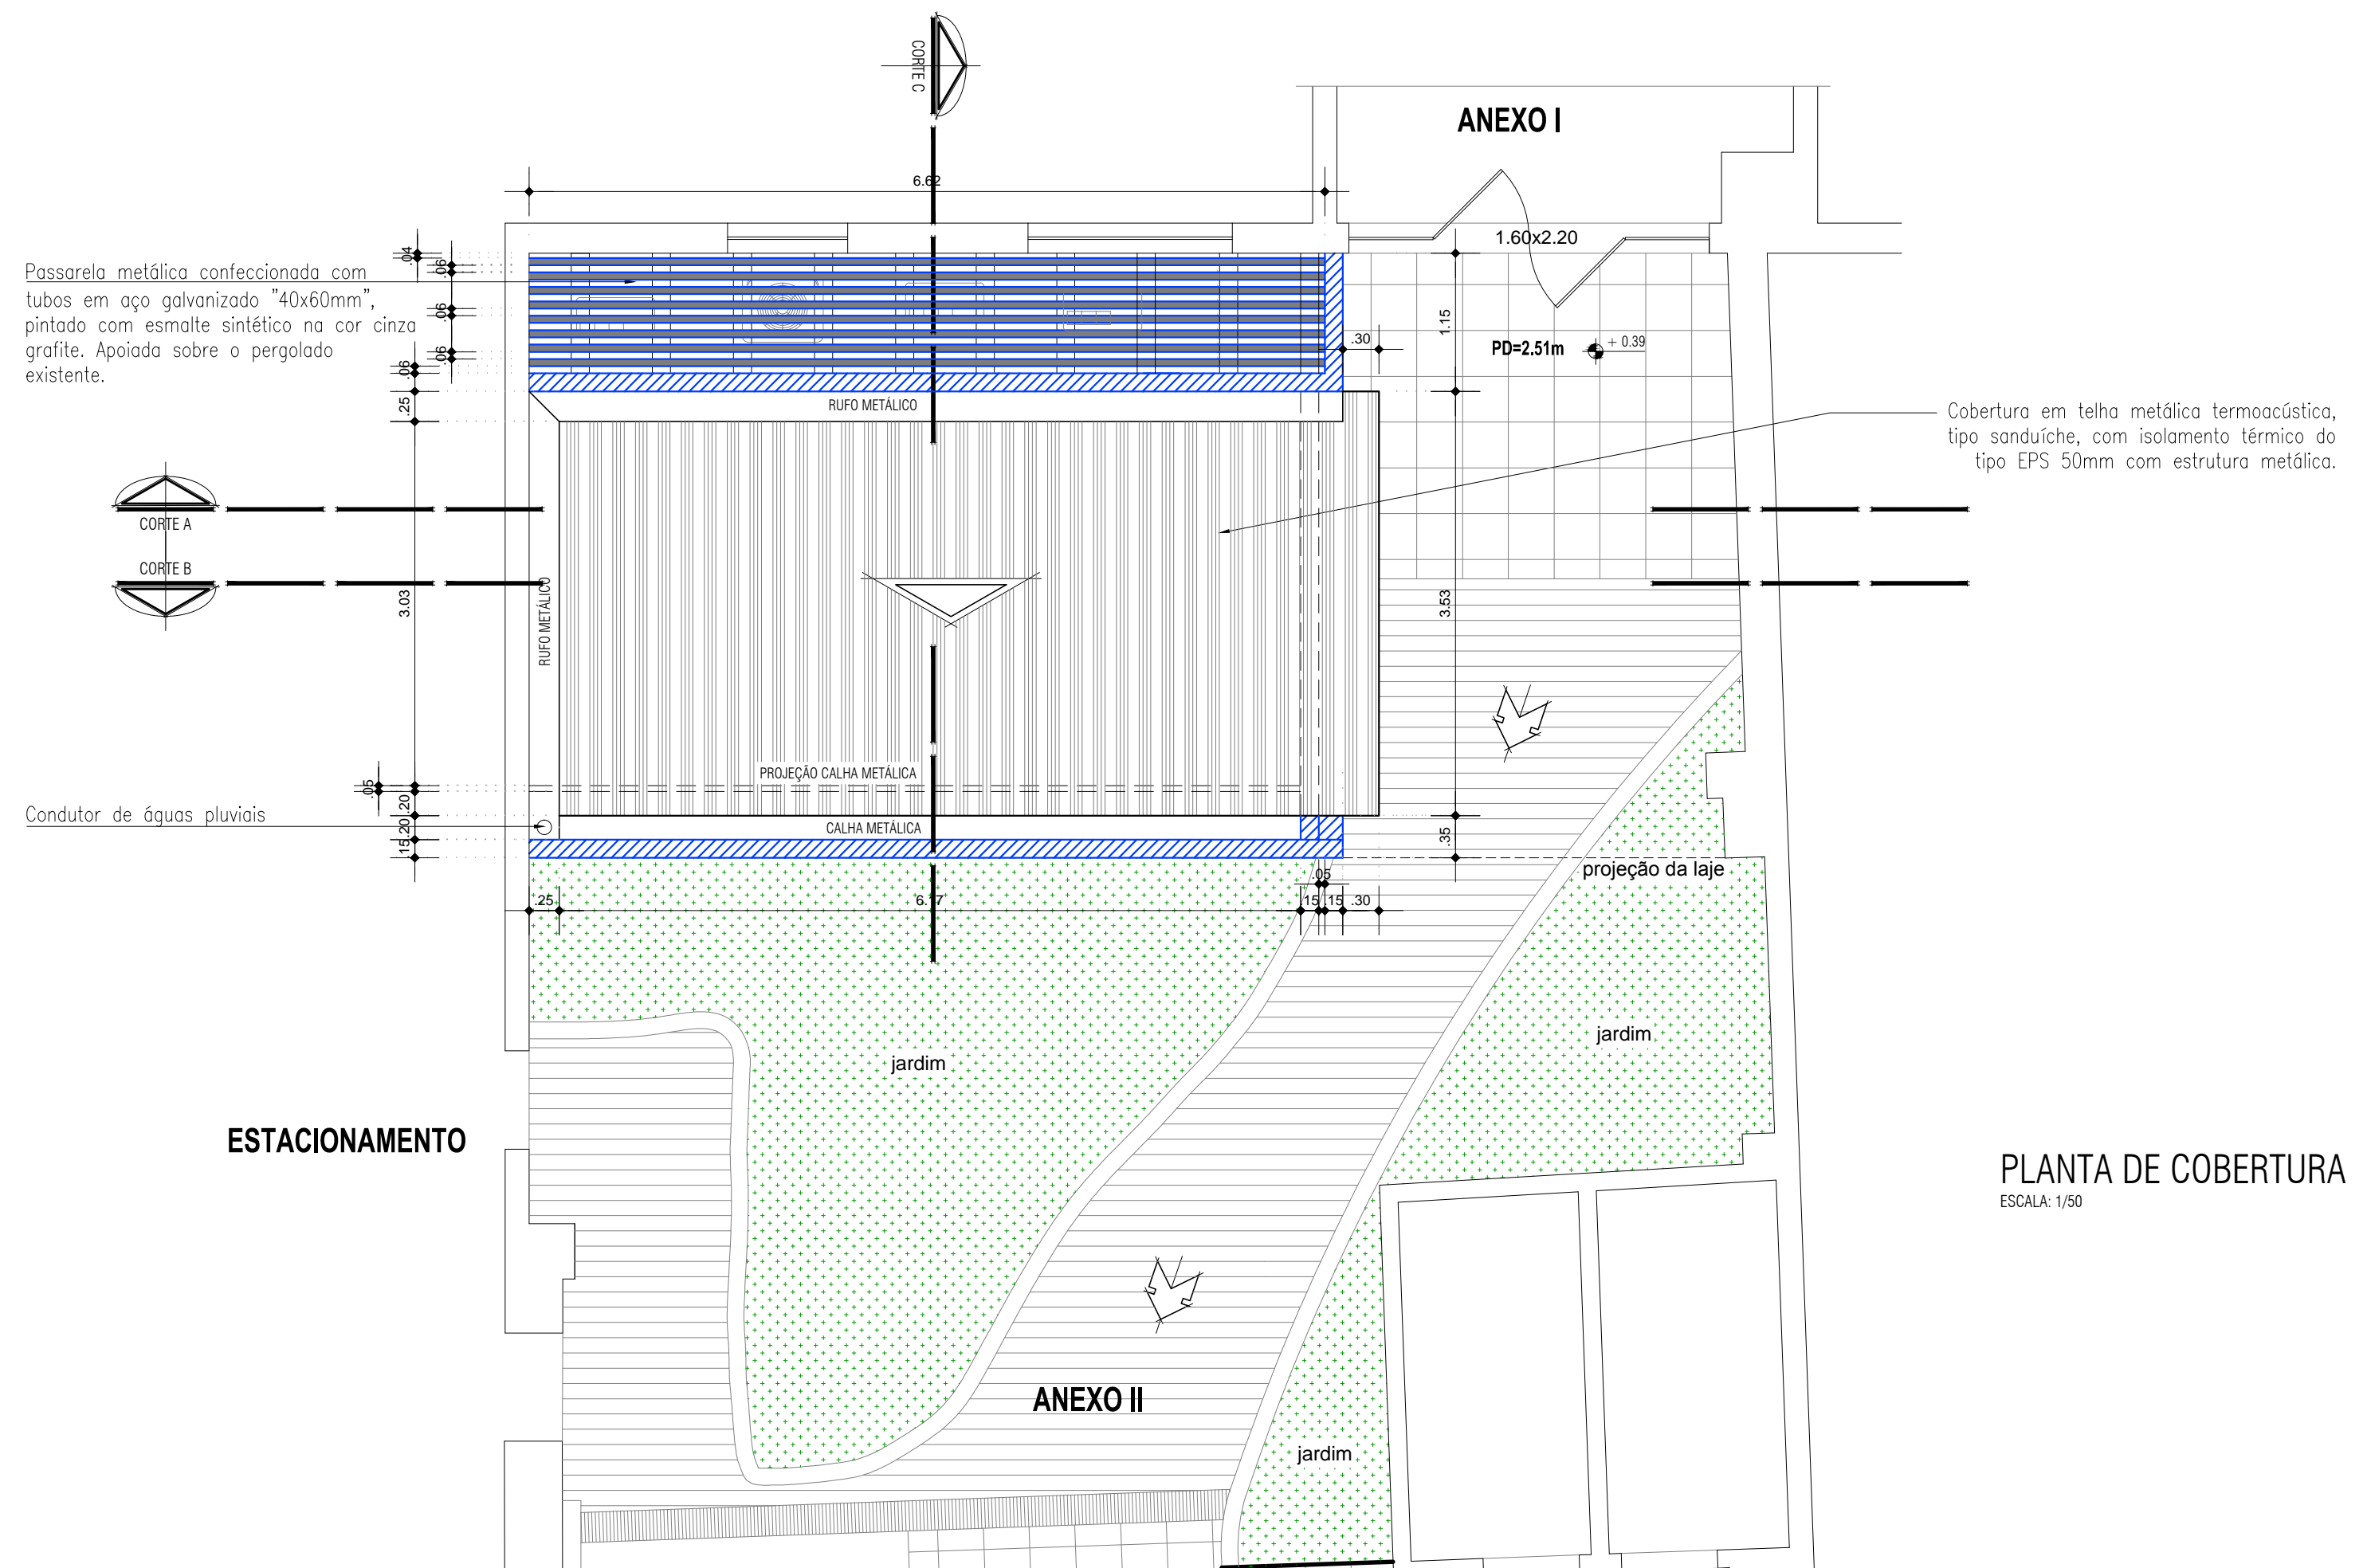 CORTE C
ANEXO I
6.62
1.60x2.20
Passarela metálica confeccionada com
tubos em aço galvanizado "40x60mm",
pintado com esmalte sintético na cor cinza
grafite. Apoiada sobre o pergolado
existente.
.04
.06
.06
.06
.06
.25
1.15
.30
PD=2.51m
+ 0.39
RUFO METÁLICO
Cobertura em telha metálica termoacústica,
tipo sanduíche, com isolamento térmico do
tipo EPS 50mm com estrutura metálica.
CORTE A
CORTE B
3.03
RUFO METÁLICO
3.53
PROJEÇÃO CALHA METÁLICA
.05
.20
Condutor de águas pluviais
.20
.15
CALHA METÁLICA
.35
projeção da laje
.05
.25
6.17
.15
.15
.30
jardim
jardim
ESTACIONAMENTO
PLANTA DE COBERTURA
ESCALA: 1/50
ANEXO II
jardim